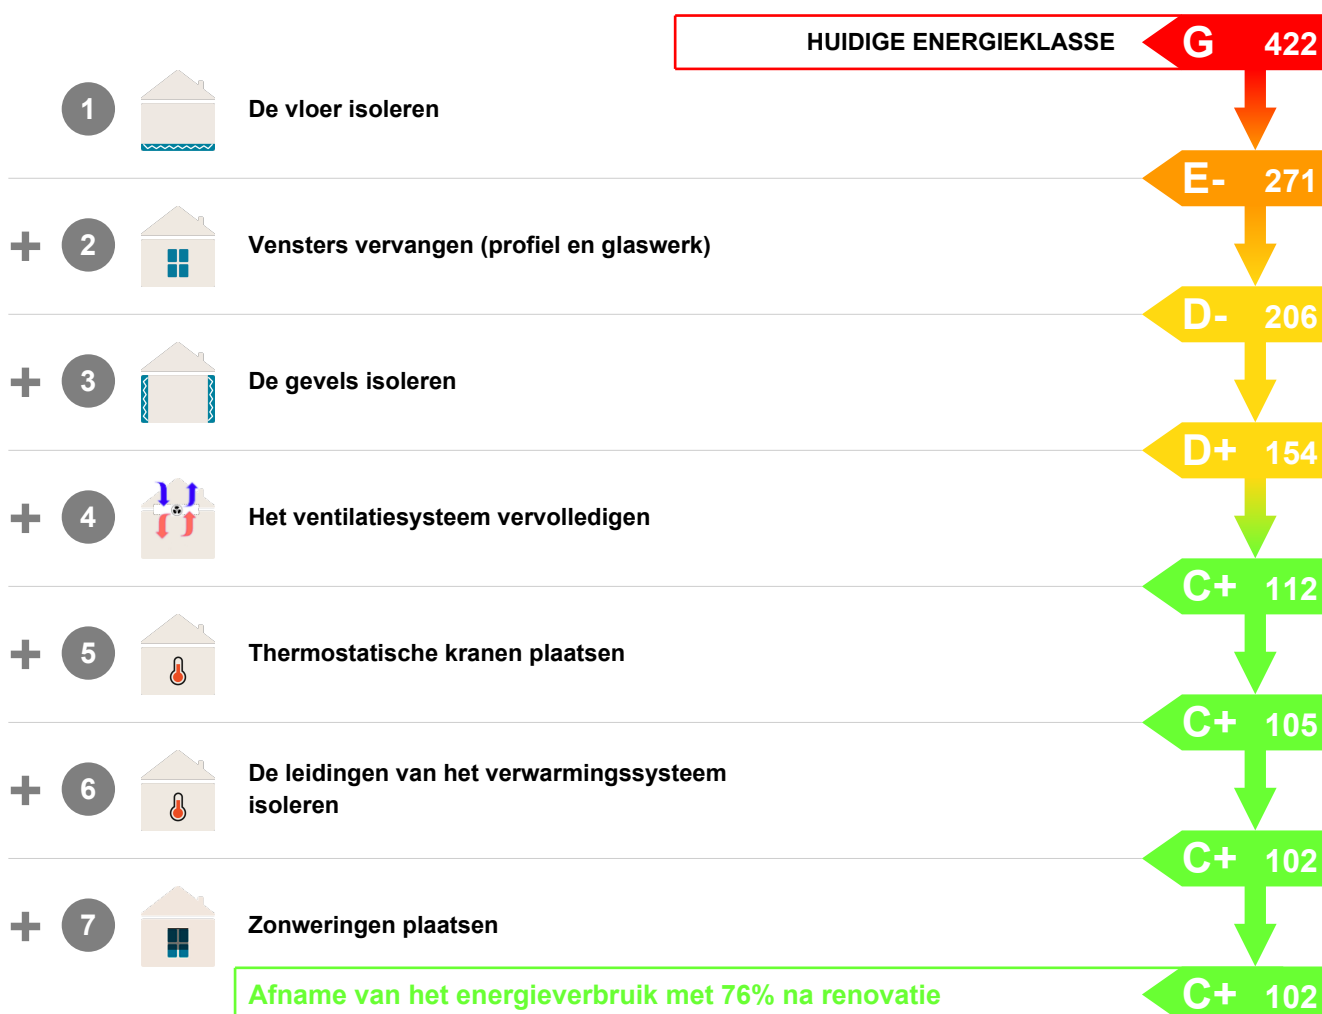 HUIDIGE ENERGIEKLASSE G 422
1 De vloer isoleren
E- 271
+ 2 Vensters vervangen (profiel en glaswerk)
D- 206
+ 3 De gevels isoleren
D+ 154
+ 4 Het ventilatiesysteem vervolledigen
C+ 112
+ 5 Thermostatische kranen plaatsen
C+ 105
+ 6 De leidingen van het verwarmingssysteem
isoleren
C+ 102
+ 7 Zonweringen plaatsen
Afname van het energieverbruik met 76% na renovatie C+ 102